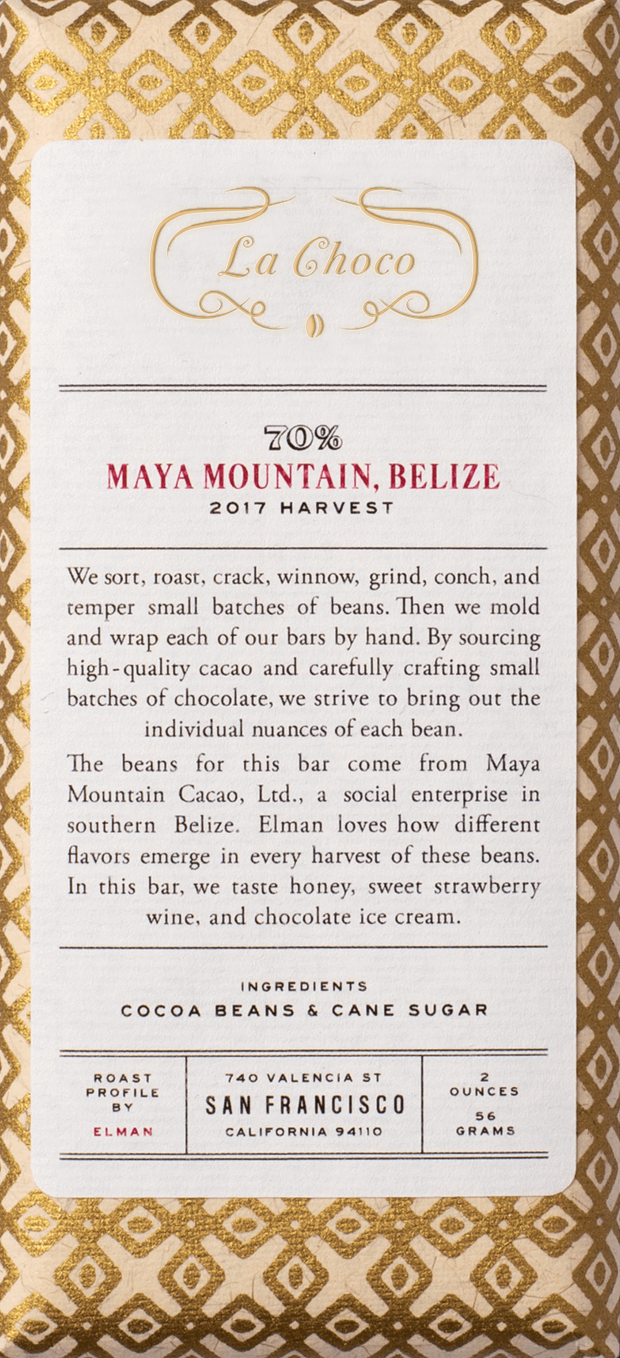 La Choco
70%
MAYA MOUNTAIN, BELIZE
2017 HARVEST
We sort, roast, crack, winnow, grind, conch, and
temper small batches of beans. Then we mold
and wrap each of our bars by hand. By sourcing
high-quality cacao and carefully crafting small
batches of chocolate, we strive to bring out the
individual nuances of each bean.
The beans for this bar come from Maya
Mountain Cacao, Ltd., a social enterprise in
southern Belize. Elman loves how different
flavors emerge in every harvest of these beans.
In this bar, we taste honey, sweet strawberry
wine, and chocolate ice cream.
INGREDIENTS
COCOA BEANS & CANE SUGAR
ROAST
PROFILE
BY
ELMAN
740 VALENCIA ST
SAN FRANCISCO
CALIFORNIA 94110
2
OUNCES
56
GRAMS